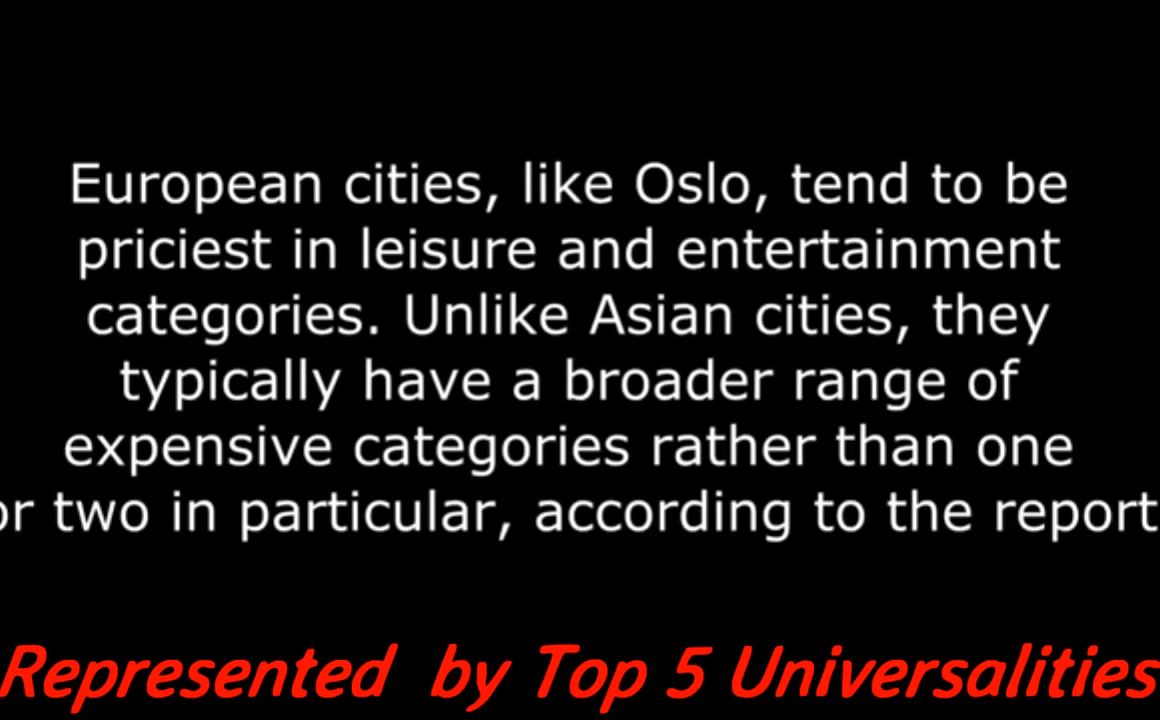 European cities, like Oslo, tend to be
priciest in leisure and entertainment
categories. Unlike Asian cities, they
typically have a broader range of
expensive categories rather than one
or two in particular, according to the report
Represented by Top 5 Universalities